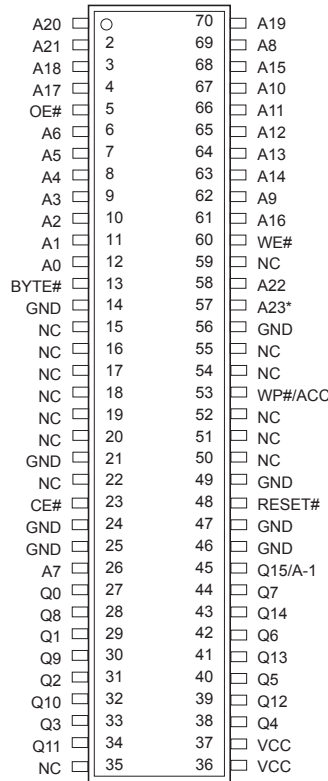 A20 70 A19
A21 2 69 A8
A18 3 68 A15
A17 4 67 A10
OE# 5 66 A11
A6 6 65 A12
A5 7 64 A13
A4 8 63 A14
A3 9 62 A9
A2 10 61 A16
A1 11 60 WE#
A0 12 59 NC
BYTE# 13 58 A22
GND 14 57 A23*
NC 15 56 GND
NC 16 55 NC
NC 17 54 NC
NC 18 53 WP#/ACC
NC 19 52 NC
NC 20 51 NC
GND 21 50 NC
NC 22 49 GND
CE# 23 48 RESET#
GND 24 47 GND
GND 25 46 GND
A7 26 45 Q15/A-1
Q0 27 44 Q7
Q8 28 43 Q14
Q1 29 42 Q6
Q9 30 41 Q13
Q2 31 40 Q5
Q10 32 39 Q12
Q3 33 38 Q4
Q11 34 37 VCC
NC 35 36 VCC